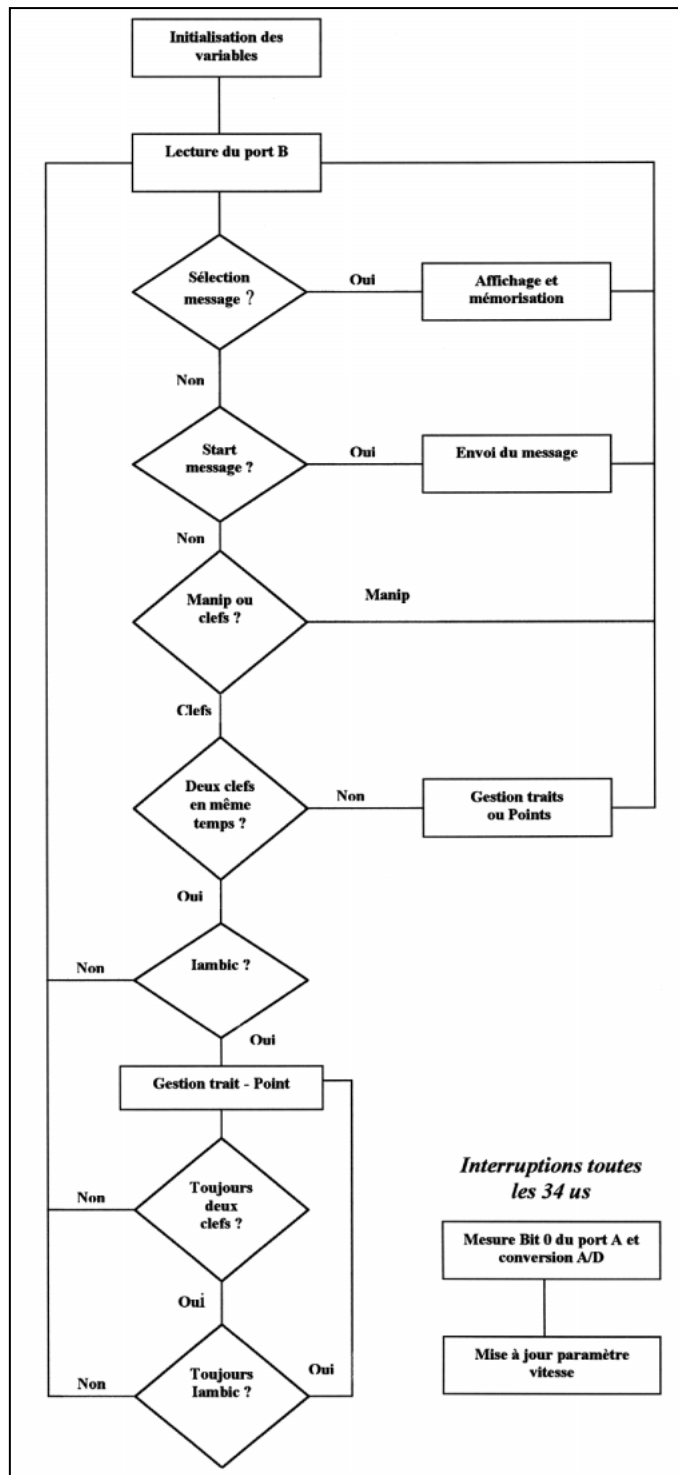 Initialisation des
variables
Lecture du port B
Sélection
message ?
Oui
Affichage et
mémorisation
Non
Start
message ?
Oui
Envoi du message
Non
Manip ou
clefs ?
Manip
Clefs
Deux clefs
en même
temps ?
Non
Gestion traits
ou Points
Oui
Iambic ?
Non
Oui
Gestion trait - Point
Toujours
deux
clefs ?
Non
Oui
Toujours
Iambic ?
Non
Oui
Interruptions toutes
les 34 us
Mesure Bit 0 du port A et
conversion A/D
Mise à jour paramètre
vitesse